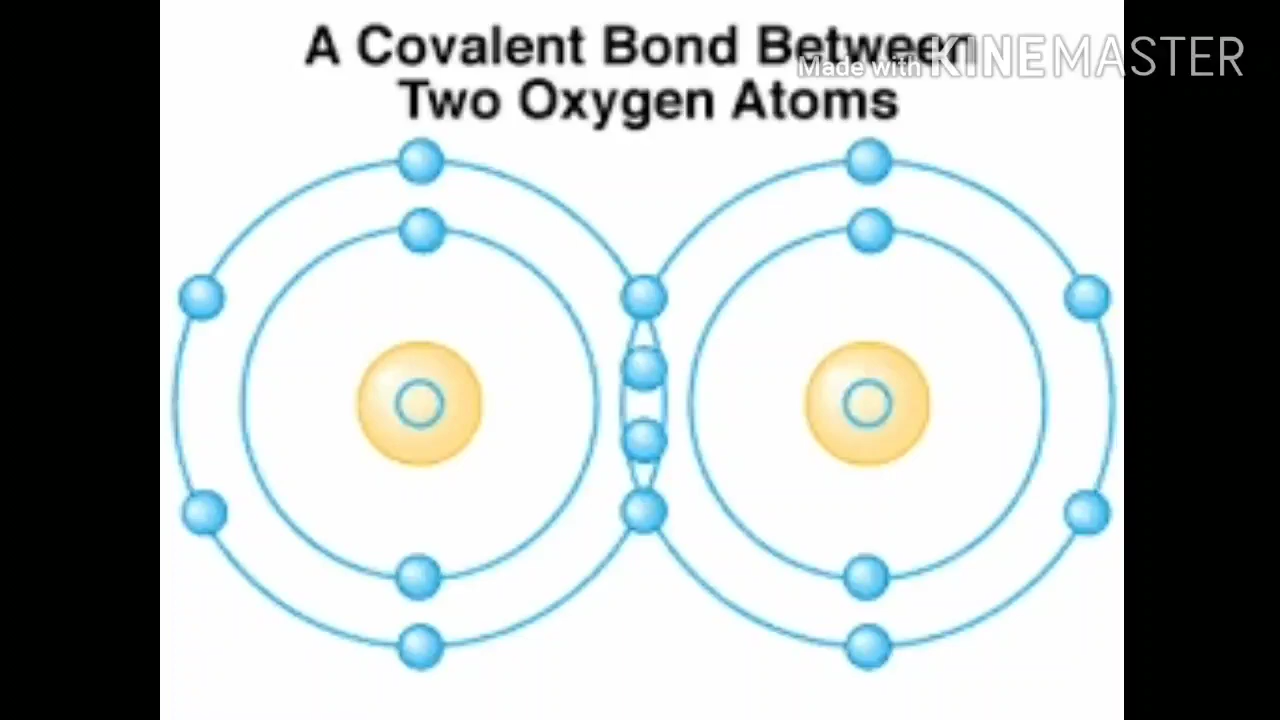 A Covalent Bond Between
Made with KINEMASTER
Two Oxygen Atoms
O
O